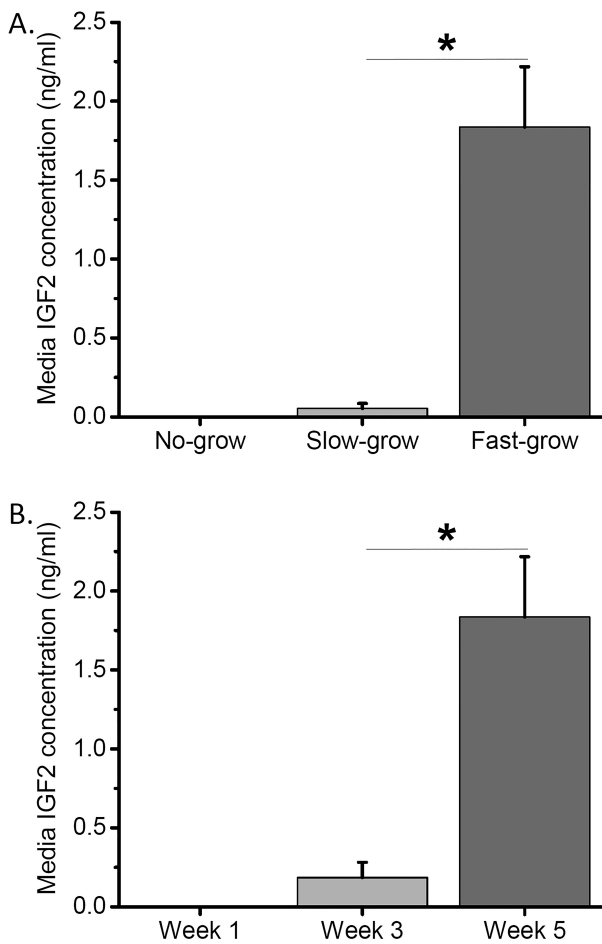 A.
Media IGF2 concentration (ng/ml)
2.5
2.0
1.5
1.0
0.5
0.0
*
No-grow Slow-grow Fast-grow
B.
Media IGF2 concentration (ng/ml)
2.5
2.0
1.5
1.0
0.5
0.0
*
Week 1 Week 3 Week 5